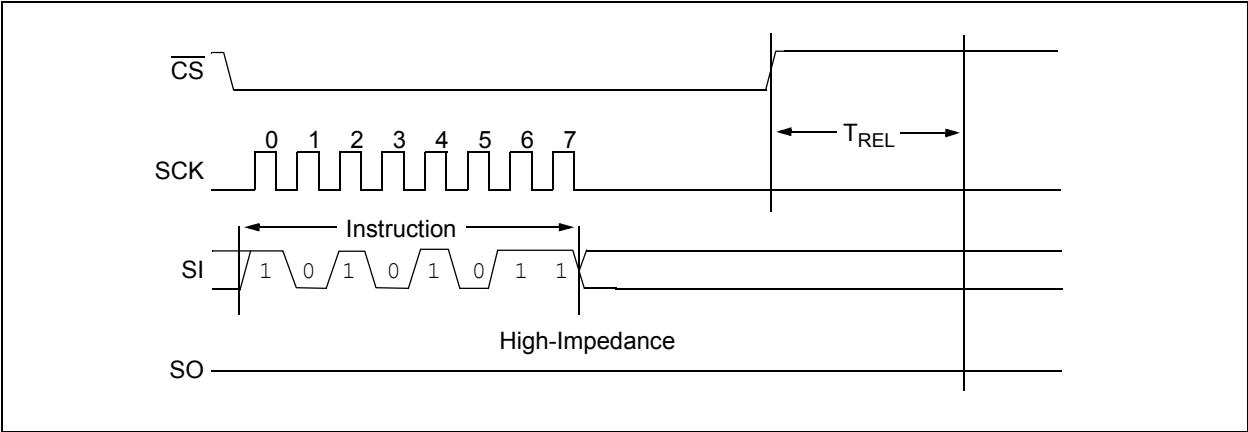 CS
TREL
0 1 2 3 4 5 6 7
SCK
Instruction
SI 1 0 1 0 1 0 1 1
High-Impedance
SO